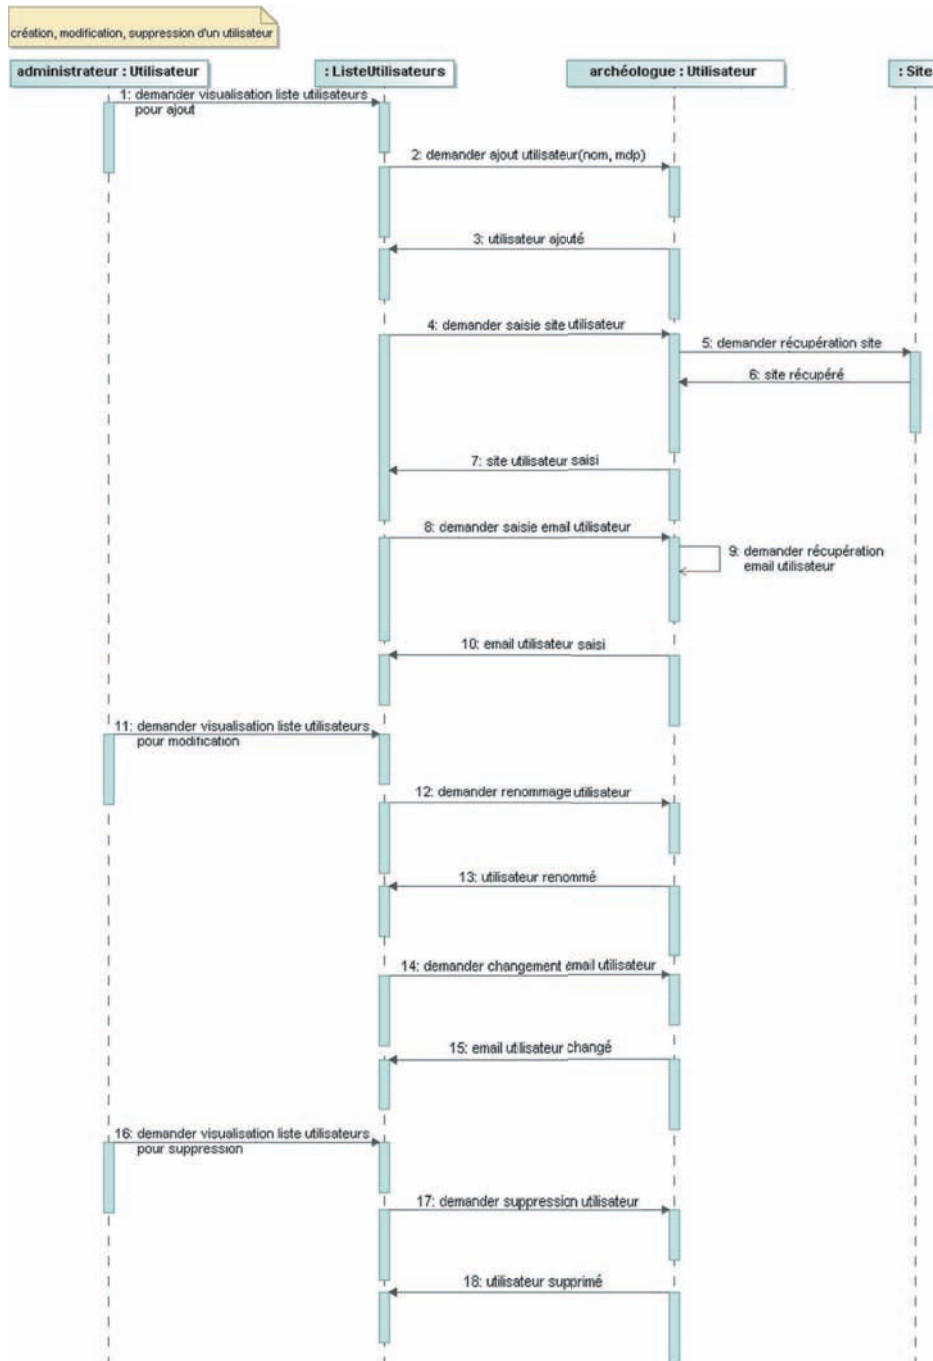 création, modification, suppression d'un utilisateur
administrateur : Utilisateur
: ListeUtilisateurs
archéologue : Utilisateur
: Site
1: demander visualisation liste utilisateurs
pour ajout
2: demander ajout utilisateur(nom, mdp)
3: utilisateur ajouté
4: demander saisie site utilisateur
5: demander récupération site
6: site récupéré
7: site utilisateur saisi
8: demander saisie email utilisateur
9: demander récupération
email utilisateur
10: email utilisateur saisi
11: demander visualisation liste utilisateurs
pour modification
12: demander renommage utilisateur
13: utilisateur renommé
14: demander changement email utilisateur
15: email utilisateur changé
16: demander visualisation liste utilisateurs
pour suppression
17: demander suppression utilisateur
18: utilisateur supprimé